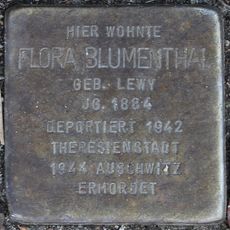 HIER WOHNTE
FLORA BLUMENTHAL
GEB. LEWY
JG. 1884
DEPORTIERT 1942
THERESIENSTADT
1944 AUSCHWITZ
ERMORDET